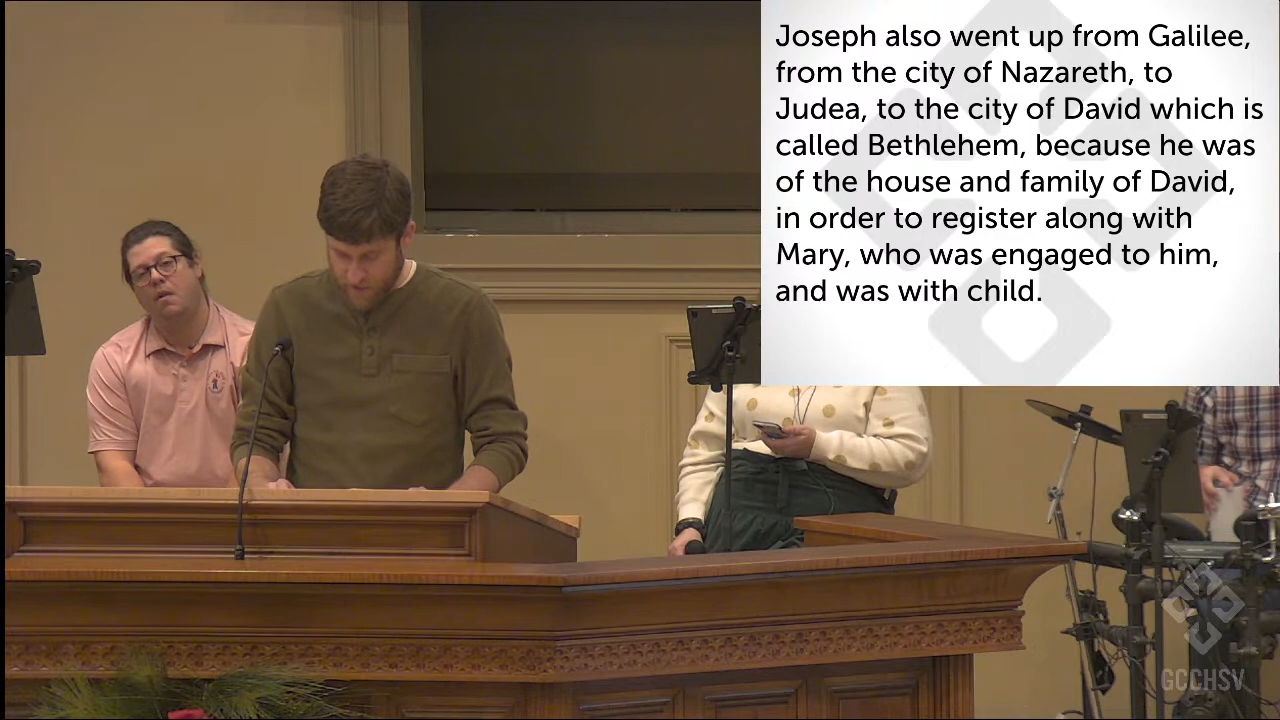 Joseph also went up from Galilee,
from the city of Nazareth, to
Judea, to the city of David which is
called Bethlehem, because he was
of the house and family of David,
in order to register along with
Mary, who was engaged to him,
and was with child.
GCCHSV